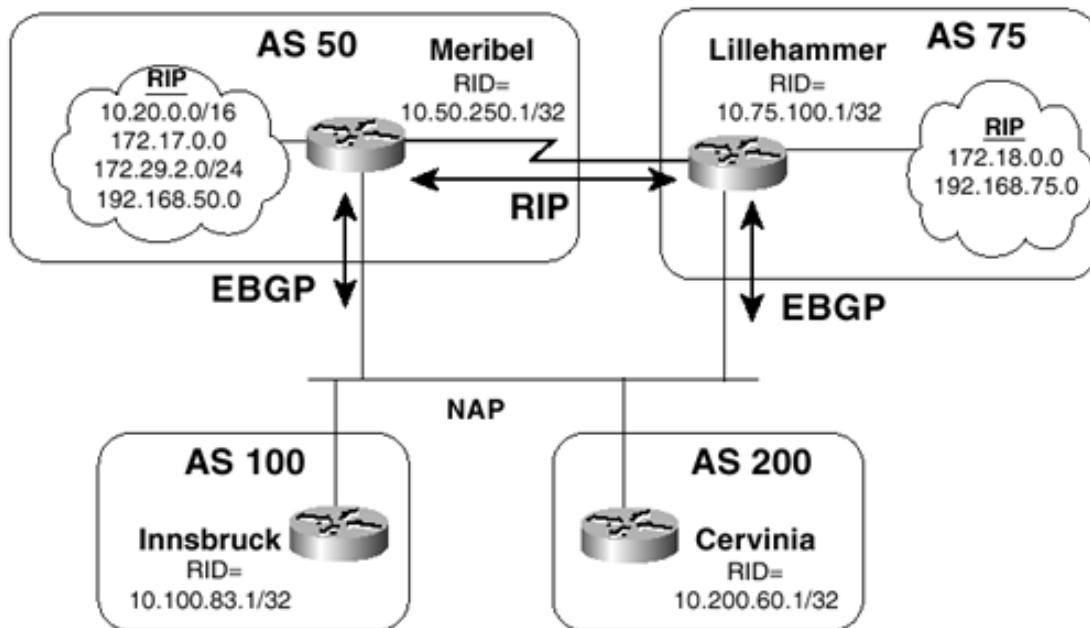 AS 50
Meribel
RID=
10.50.250.1/32
RIP
10.20.0.0/16
172.17.0.0
172.29.2.0/24
192.168.50.0
Lillehammer
RID=
10.75.100.1/32
AS 75
RIP
172.18.0.0
192.168.75.0
RIP
EBGP
EBGP
NAP
AS 100
Innsbruck
RID=
10.100.83.1/32
AS 200
Cervinia
RID=
10.200.60.1/32